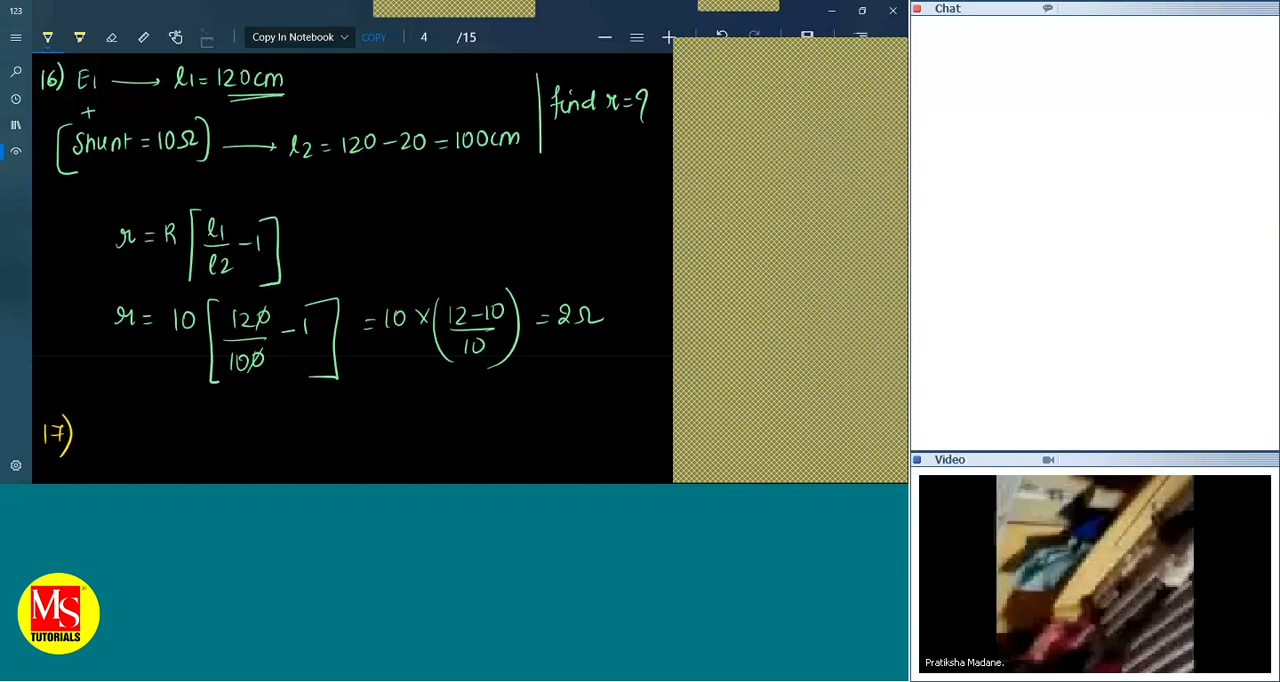 123
Chat
Copy In Notebook COPY 4 /15
16) E1 → l1 = 120cm
find r = ?
+
[Shunt = 10Ω] → l2 = 120 - 20 = 100cm
r = R [l1/l2 - 1]
r = 10 [120/100 - 1] = 10 × (12-10/10) = 2Ω
17)
Video
MS
TUTORIALS
Pratiksha Madane.